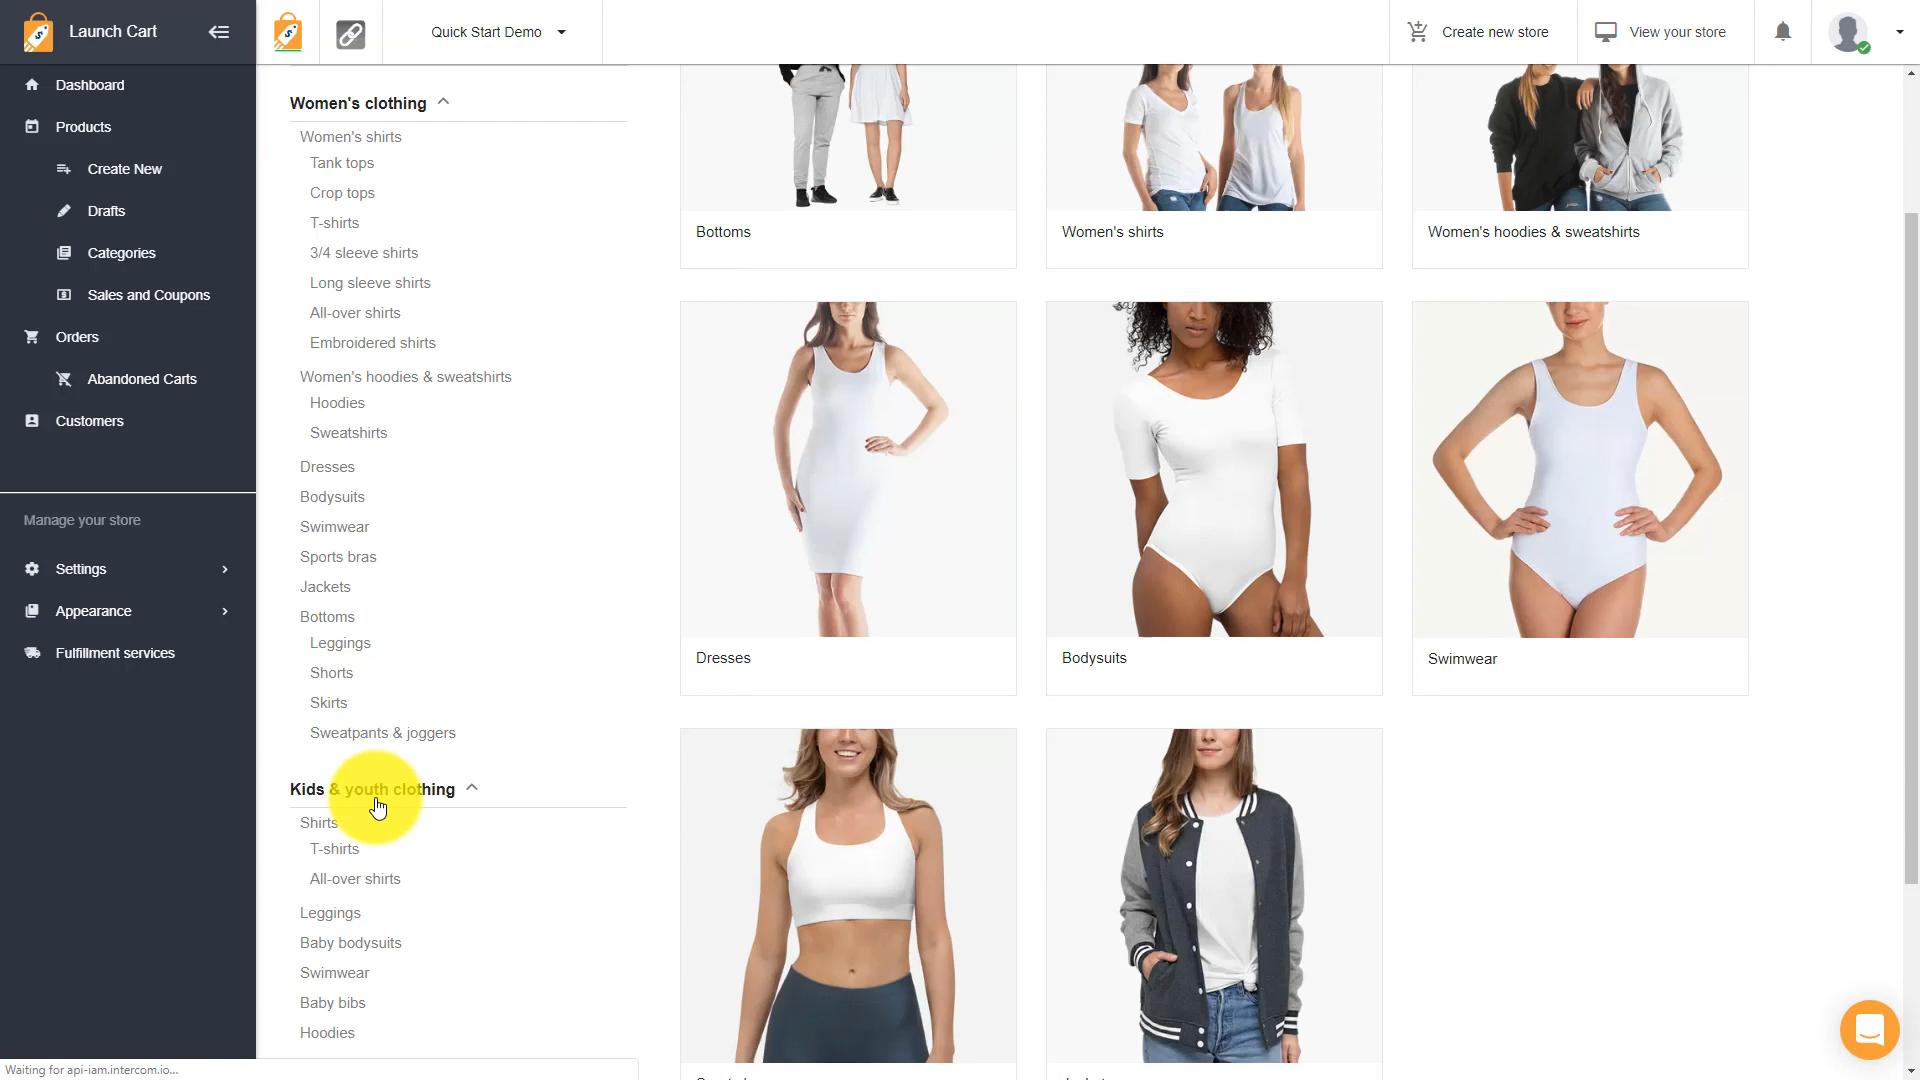 Launch Cart
Quick Start Demo
Create new store
View your store
Dashboard
Products
Create New
Drafts
Categories
Sales and Coupons
Orders
Abandoned Carts
Customers
Manage your store
Settings
Appearance
Fulfillment services
Women's clothing
Women's shirts
Tank tops
Crop tops
T-shirts
3/4 sleeve shirts
Long sleeve shirts
All-over shirts
Embroidered shirts
Women's hoodies & sweatshirts
Hoodies
Sweatshirts
Dresses
Bodysuits
Swimwear
Sports bras
Jackets
Bottoms
Leggings
Shorts
Skirts
Sweatpants & joggers
Kids & youth clothing
Shirts
T-shirts
All-over shirts
Leggings
Baby bodysuits
Swimwear
Baby bibs
Hoodies
Bottoms
Women's shirts
Women's hoodies & sweatshirts
Dresses
Bodysuits
Swimwear
Waiting for api-iam.intercom.io...